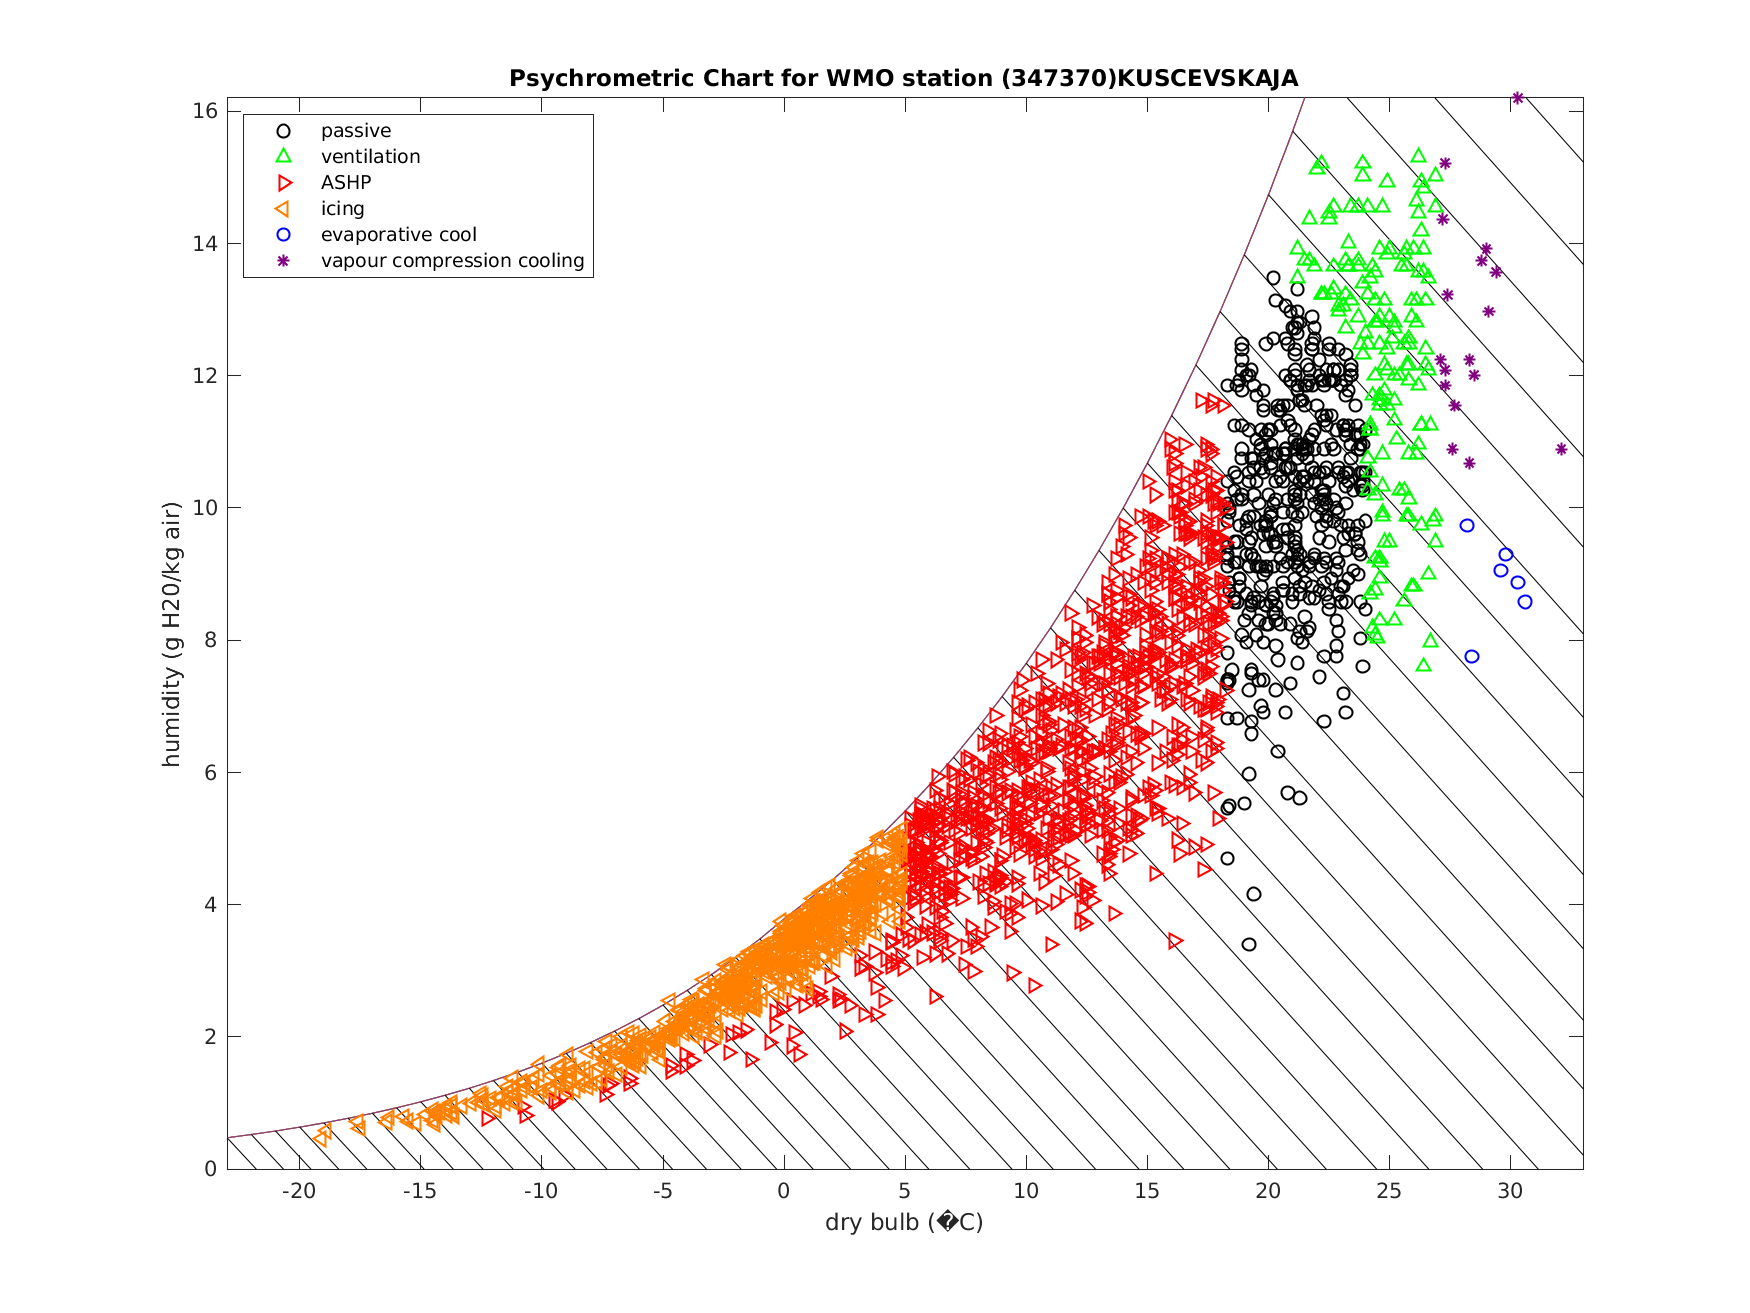 Psychrometric Chart for WMO station (347370)KUSCEVSKAJA
16
14
12
10
8
6
4
2
0
humidity (g H20/kg air)
passive
ventilation
ASHP
icing
evaporative cool
vapour compression cooling
-20 -15 -10 -5 0 5 10 15 20 25 30
dry bulb (�C)